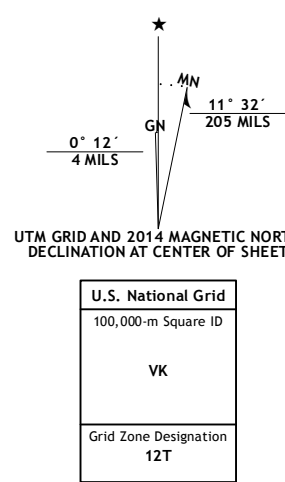 ★
MN
GN
11° 32´
205 MILS
0° 12´
4 MILS
UTM GRID AND 2014 MAGNETIC NORT
DECLINATION AT CENTER OF SHEET
U.S. National Grid
100,000-m Square ID
VK
Grid Zone Designation
12T